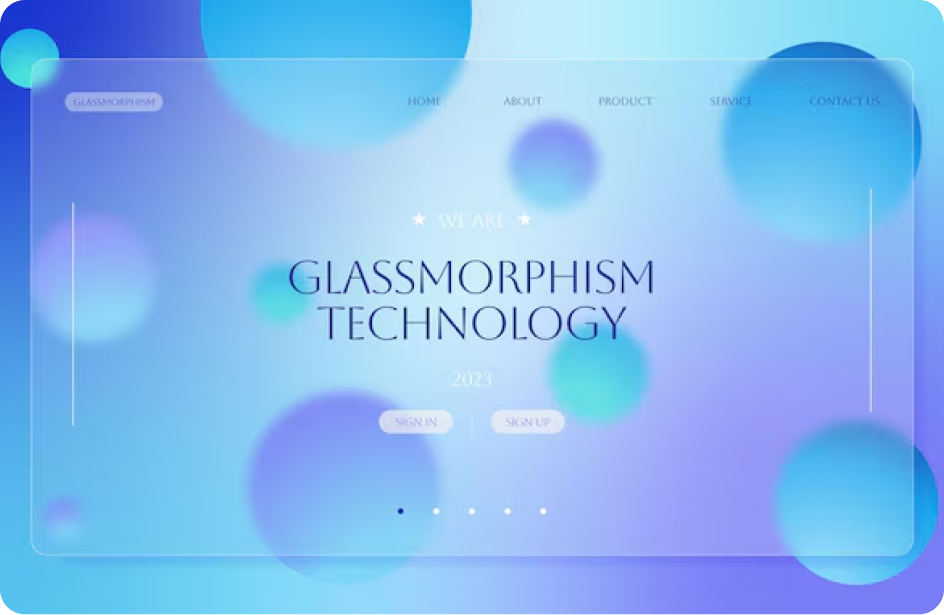 GLASSMORPHISM HOME ABOUT PRODUCT SERVICE CONTACT US
★ WE ARE ★
GLASSMORPHISM
TECHNOLOGY
2023
SIGN IN SIGN UP